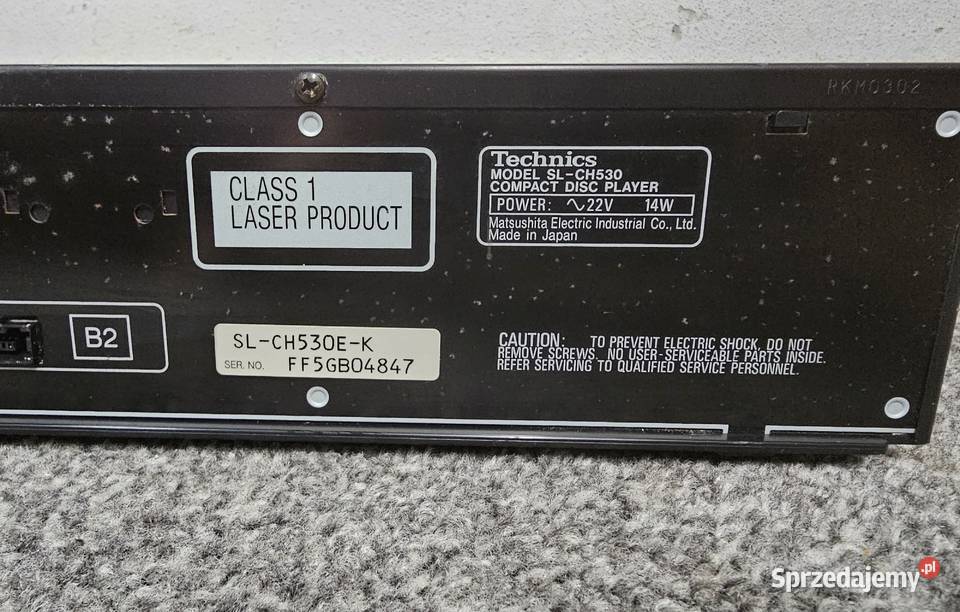 RKM0302
CLASS 1
LASER PRODUCT
Technics
MODEL SL-CH530
COMPACT DISC PLAYER
POWER: ∿22V 14W
Matsushita Electric Industrial Co., Ltd.
Made in Japan
B2
SL-CH530E-K
SER. NO. FF5GB04847
CAUTION: TO PREVENT ELECTRIC SHOCK, DO NOT
REMOVE SCREWS. NO USER-SERVICEABLE PARTS INSIDE.
REFER SERVICING TO QUALIFIED SERVICE PERSONNEL.
Sprzedajemy.pl